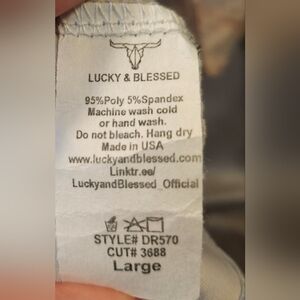 LUCKY & BLESSED
95%Poly 5%Spandex
Machine wash cold
or hand wash.
Do not bleach. Hang dry
Made in USA
www.luckyandblessed.com
Linktr.ee/
LuckyandBlessed_Official
STYLE# DR570
CUT# 3688
Large